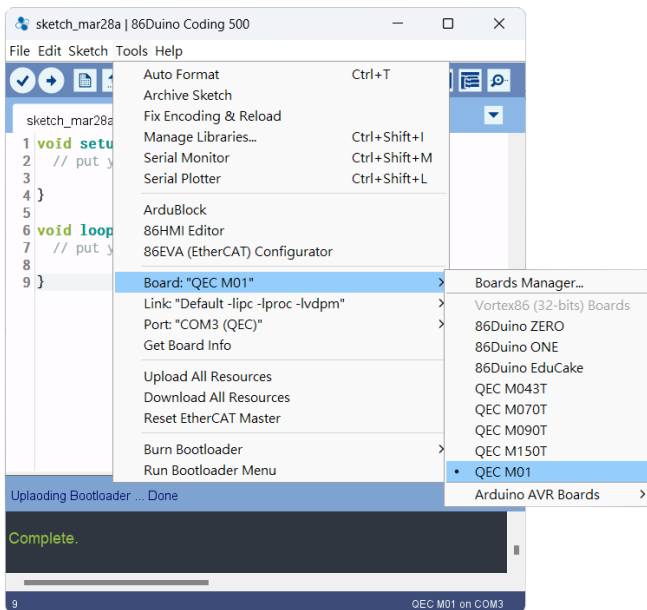 sketch_mar28a | 86Duino Coding 500
File Edit Sketch Tools Help
sketch_mar28a
1 void setu
2 // put y
3
4 }
5
6 void loop
7 // put y
8
9 }
Auto Format Ctrl+T
Archive Sketch
Fix Encoding & Reload
Manage Libraries... Ctrl+Shift+I
Serial Monitor Ctrl+Shift+M
Serial Plotter Ctrl+Shift+L
ArduBlock
86HMI Editor
86EVA (EtherCAT) Configurator
Board: "QEC M01"
Link: "Default -lipc -lproc -lvdpm"
Port: "COM3 (QEC)"
Get Board Info
Upload All Resources
Download All Resources
Reset EtherCAT Master
Burn Bootloader
Run Bootloader Menu
Boards Manager...
Vortex86 (32-bits) Boards
86Duino ZERO
86Duino ONE
86Duino EduCake
QEC M043T
QEC M070T
QEC M090T
QEC M150T
QEC M01
Arduino AVR Boards
Uplaoding Bootloader ... Done
Complete.
9 QEC M01 on COM3